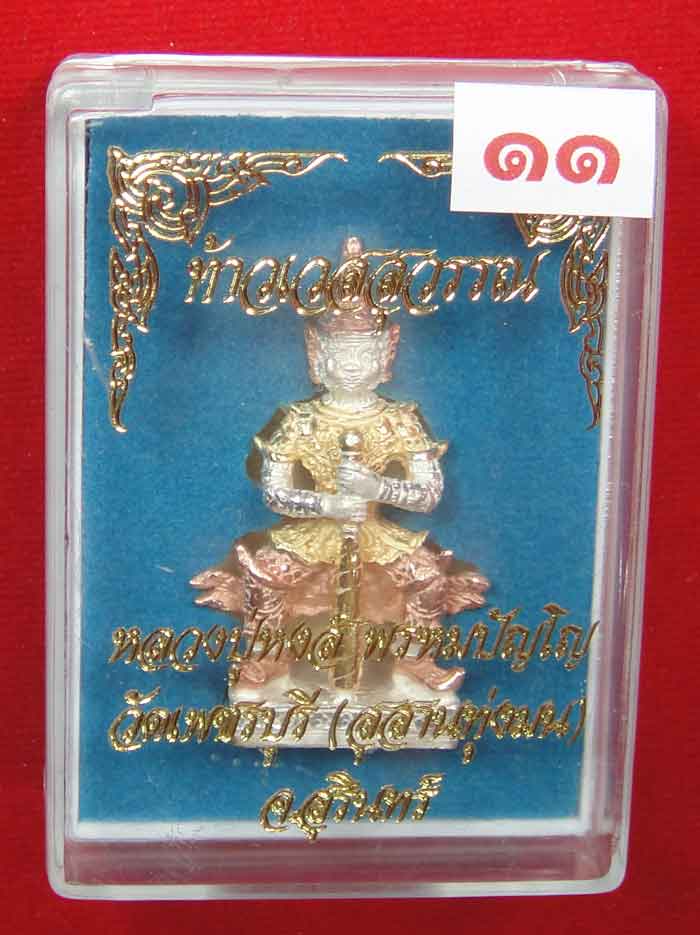 ๑๑
ท้าวเวสสุวรรณ
หลวงปู่หงส์ พรหมปัญโญ
วัดเพชรบุรี (สุสานทุ่งมน)
จ.สุรินทร์